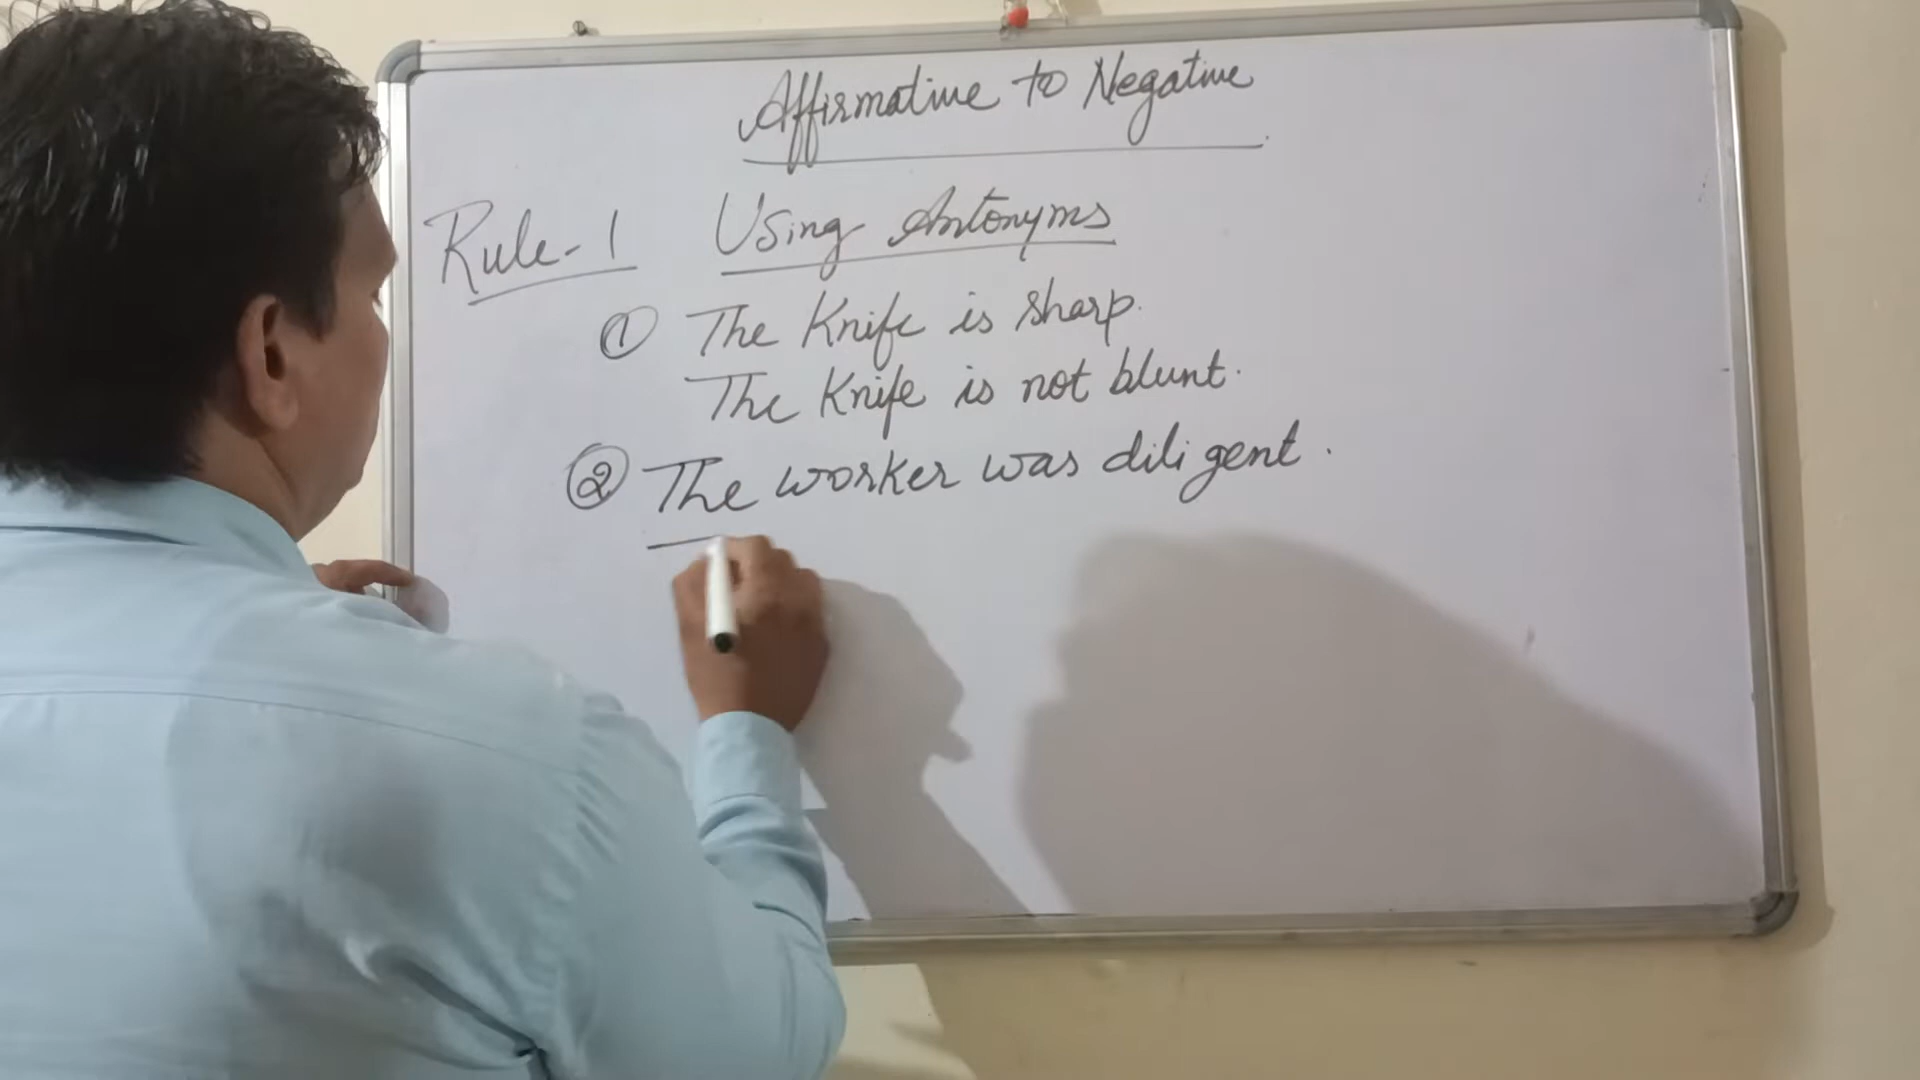 Affirmative to Negative
Rule-1 Using Antonyms
① The Knife is sharp.
The Knife is not blunt.
② The worker was diligent.